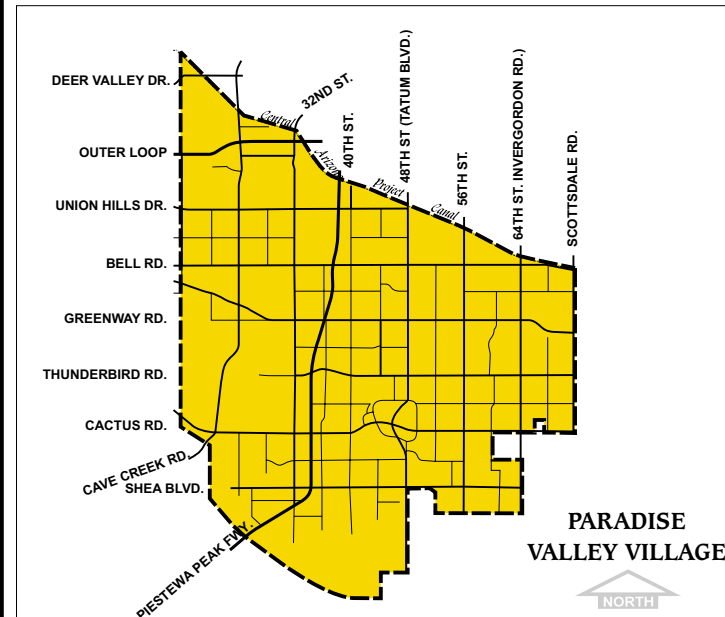 DEER VALLEY DR.
OUTER LOOP
UNION HILLS DR.
BELL RD.
GREENWAY RD.
THUNDERBIRD RD.
CACTUS RD.
CAVE CREEK RD.
SHEA BLVD.
PIESTEWA PEAK FWY.
32ND ST.
40TH ST.
48TH ST (TATUM BLVD.)
56TH ST.
64TH ST. INVERGORDON RD.)
SCOTTSDALE RD.
Central
Arizona
Project
Canal
PARADISE
VALLEY VILLAGE
NORTH